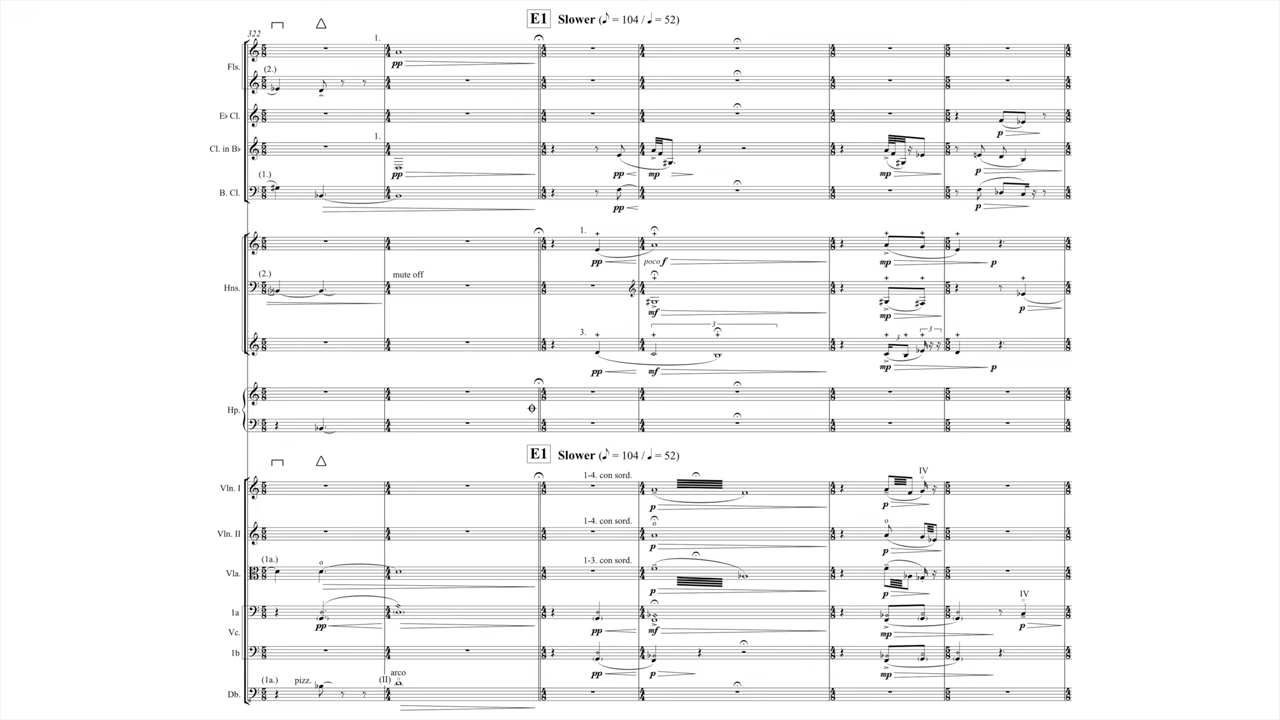 E1 Slower (♪ = 104 / ♩ = 52)
322
1.
Fls.
pp
(2.)
E♭ Cl.
p
1.
Cl. in B♭
pp pp mp mp p
(1.)
B. Cl.
pp p
1.
pp poco f mp p
(2.) mute off
Hns.
mf mp p
3. 3 3 3
pp mf mp p
Hp.
E1 Slower (♪ = 104 / ♩ = 52)
1-4. con sord. IV
Vln. I
p p
1-4. con sord.
Vln. II
p p
(1a.) 1-3. con sord.
Vla.
p p
IV
1a
pp pp mf mp p
Vc.
1b
pp p mp
(1a.) pizz. (II) arco
Db.